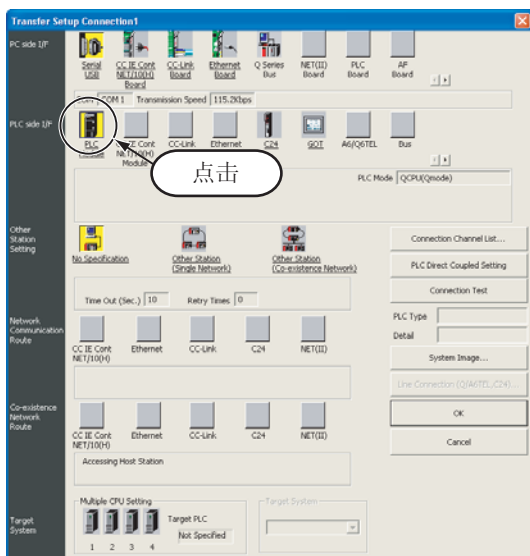 Transfer Setup Connection1
PC side I/F
Serial USB
CC IE Cont NET/10(H) Board
CC-Link Board
Ethernet Board
Q Series Bus
NET(II) Board
PLC Board
AF Board
COM 1 Transmission Speed 115.2Kbps
PLC side I/F
PLC
Cont NET/10(H) Module
CC-Link
Ethernet
C24
GOT
A6/Q6TEL
Bus
点击
PLC Mode QCPU(Qmode)
Other Station Setting
No Specification
Other Station (Single Network)
Other Station (Co-existence Network)
Time Out (Sec.) 10 Retry Times 0
Connection Channel List...
PLC Direct Coupled Setting
Connection Test
PLC Type
Detail
System Image...
Line Connection (Q/A6TEL,C24)...
OK
Cancel
Network Communication Route
CC IE Cont NET/10(H)
Ethernet
CC-Link
C24
NET(II)
Co-existence Network Route
CC IE Cont NET/10(H)
Ethernet
CC-Link
C24
NET(II)
Accessing Host Station
Target System
Multiple CPU Setting
1 2 3 4
Target PLC
Not Specified
Target System